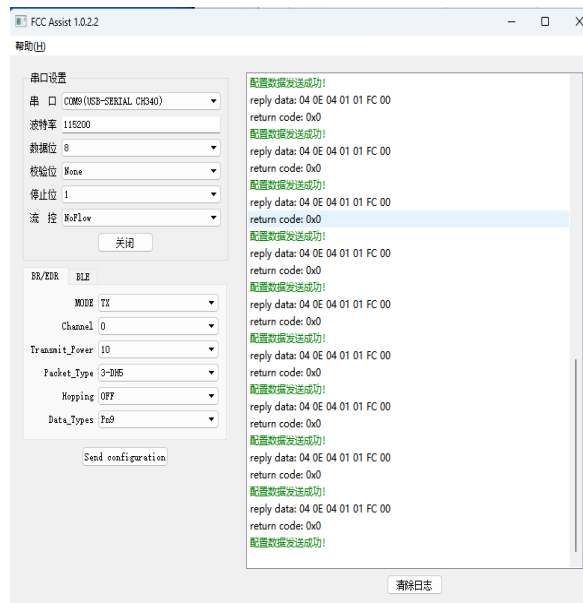 FCC Assist 1.0.2.2
帮助(H)
串口设置
串 口 COM9(USB-SERIAL CH340)
波特率 115200
数据位 8
校验位 None
停止位 1
流 控 NoFlow
关闭
BR/EDR BLE
MODE TX
Channel 0
Transmit_Power 10
Packet_Type 3-DH5
Hopping OFF
Data_Types Pn9
Send configuration
配置数据发送成功!
reply data: 04 0E 04 01 01 FC 00
return code: 0x0
配置数据发送成功!
reply data: 04 0E 04 01 01 FC 00
return code: 0x0
配置数据发送成功!
reply data: 04 0E 04 01 01 FC 00
return code: 0x0
配置数据发送成功!
reply data: 04 0E 04 01 01 FC 00
return code: 0x0
配置数据发送成功!
reply data: 04 0E 04 01 01 FC 00
return code: 0x0
配置数据发送成功!
reply data: 04 0E 04 01 01 FC 00
return code: 0x0
配置数据发送成功!
reply data: 04 0E 04 01 01 FC 00
return code: 0x0
配置数据发送成功!
reply data: 04 0E 04 01 01 FC 00
return code: 0x0
配置数据发送成功!
reply data: 04 0E 04 01 01 FC 00
return code: 0x0
配置数据发送成功!
清除日志